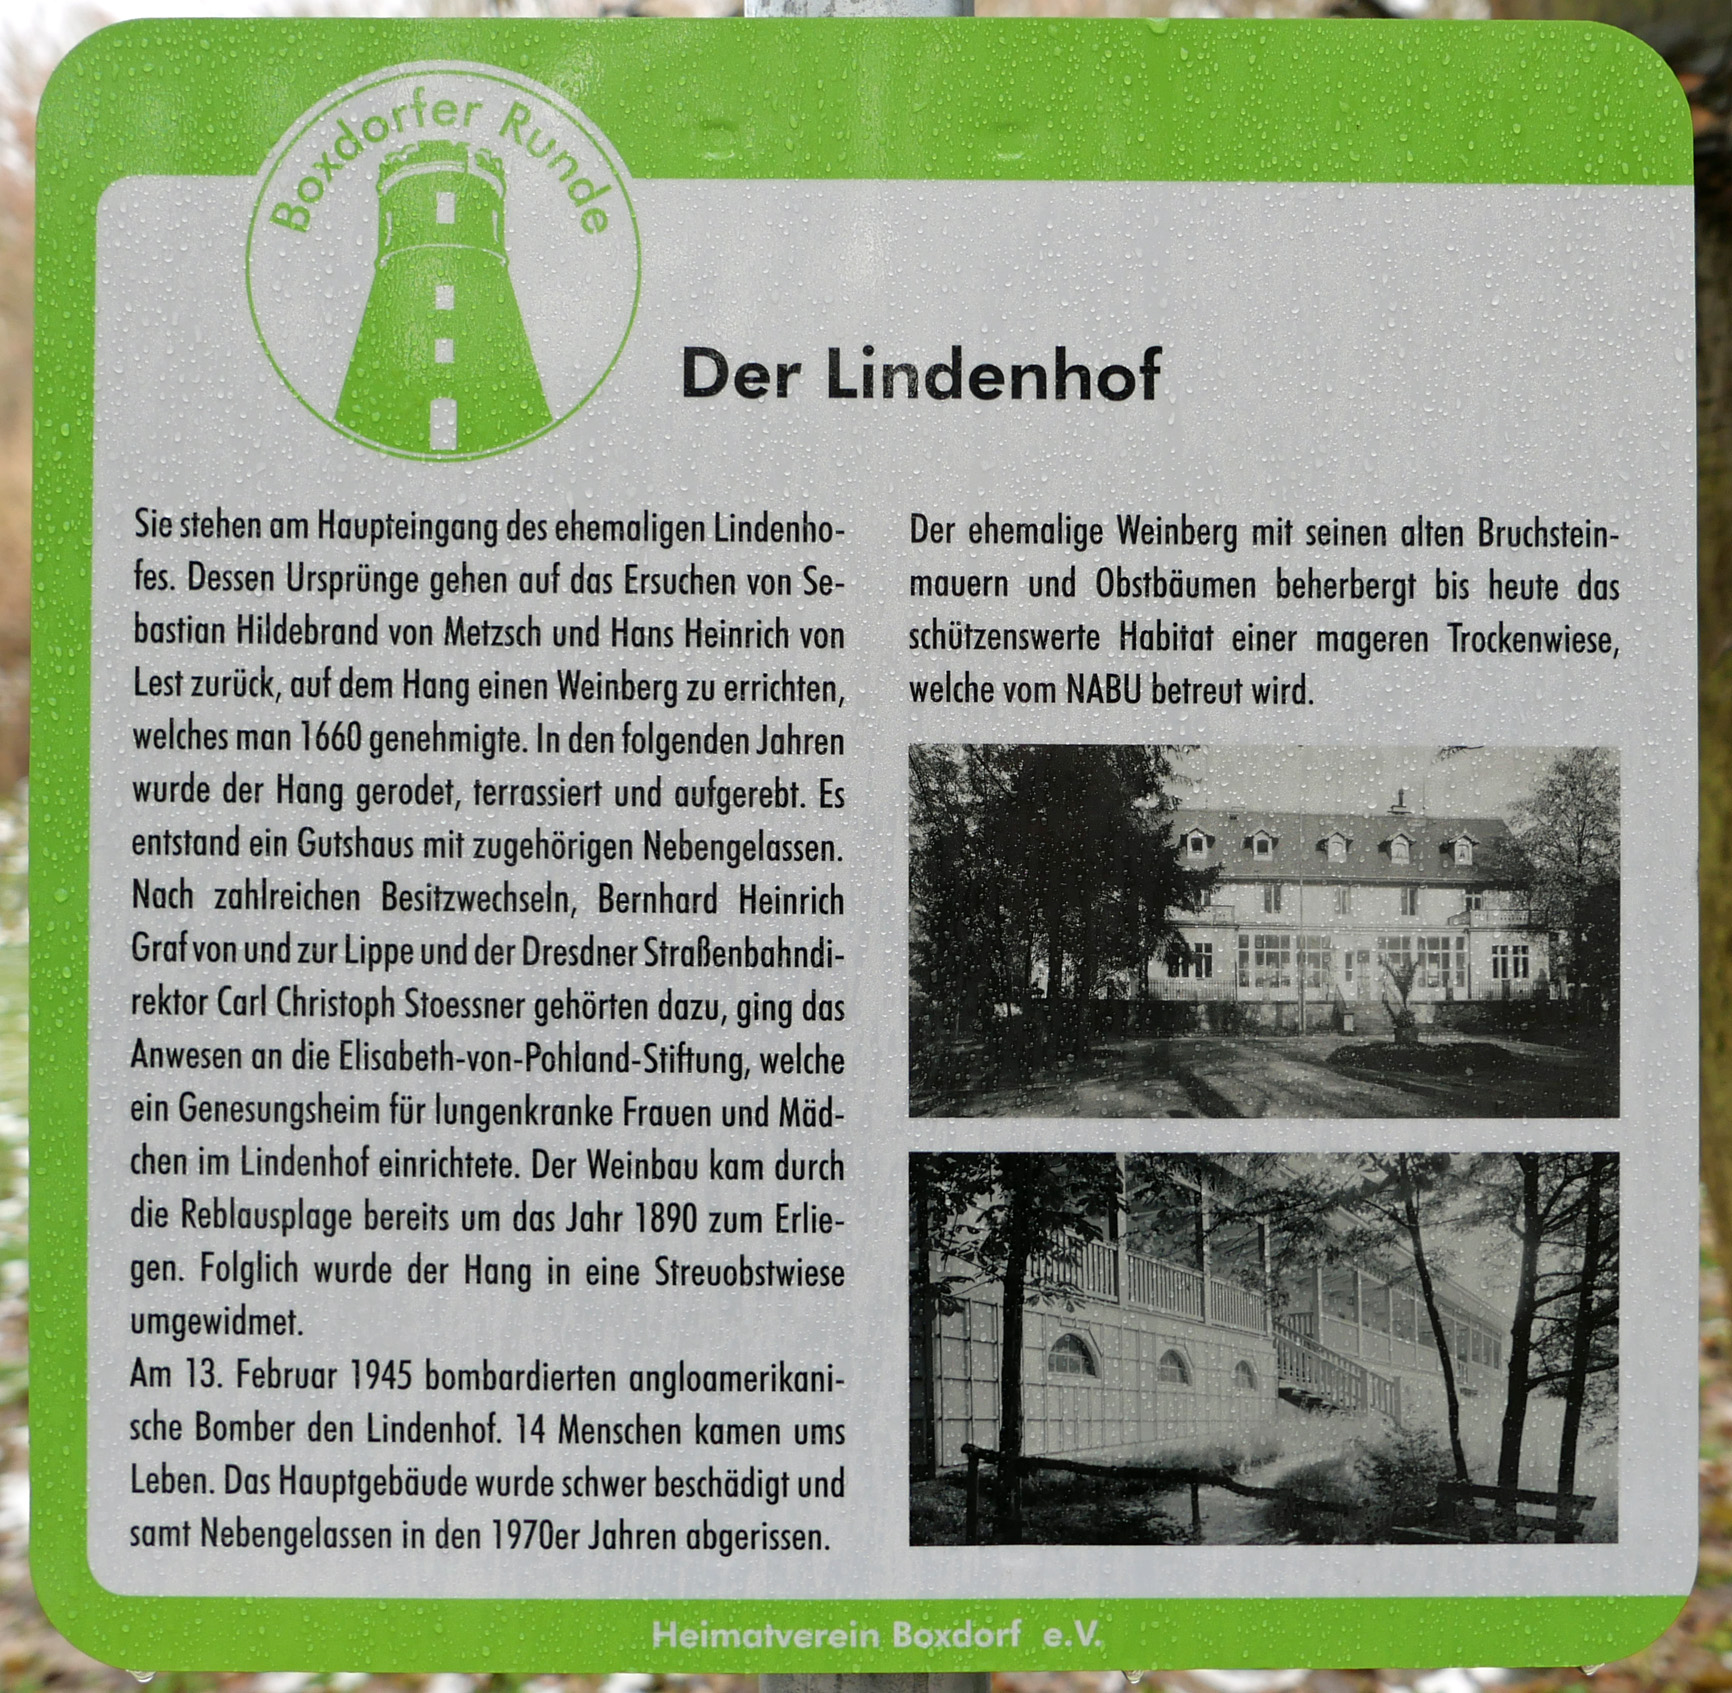 Boxdorfer Runde
Der Lindenhof
Sie stehen am Haupteingang des ehemaligen Lindenho-
fes. Dessen Ursprünge gehen auf das Ersuchen von Se-
bastian Hildebrand von Metzsch und Hans Heinrich von
Lest zurück, auf dem Hang einen Weinberg zu errichten,
welches man 1660 genehmigte. In den folgenden Jahren
wurde der Hang gerodet, terrassiert und aufgerebt. Es
entstand ein Gutshaus mit zugehörigen Nebengelassen.
Nach zahlreichen Besitzwechseln, Bernhard Heinrich
Graf von und zur Lippe und der Dresdner Straßenbahndi-
rektor Carl Christoph Stoessner gehörten dazu, ging das
Anwesen an die Elisabeth-von-Pohland-Stiftung, welche
ein Genesungsheim für lungenkranke Frauen und Mäd-
chen im Lindenhof einrichtete. Der Weinbau kam durch
die Reblausplage bereits um das Jahr 1890 zum Erlie-
gen. Folglich wurde der Hang in eine Streuobstwiese
umgewidmet.
Am 13. Februar 1945 bombardierten angloamerikani-
sche Bomber den Lindenhof. 14 Menschen kamen ums
Leben. Das Hauptgebäude wurde schwer beschädigt und
samt Nebengelassen in den 1970er Jahren abgerissen.
Der ehemalige Weinberg mit seinen alten Bruchstein-
mauern und Obstbäumen beherbergt bis heute das
schützenswerte Habitat einer mageren Trockenwiese,
welche vom NABU betreut wird.
Heimatverein Boxdorf e.V.